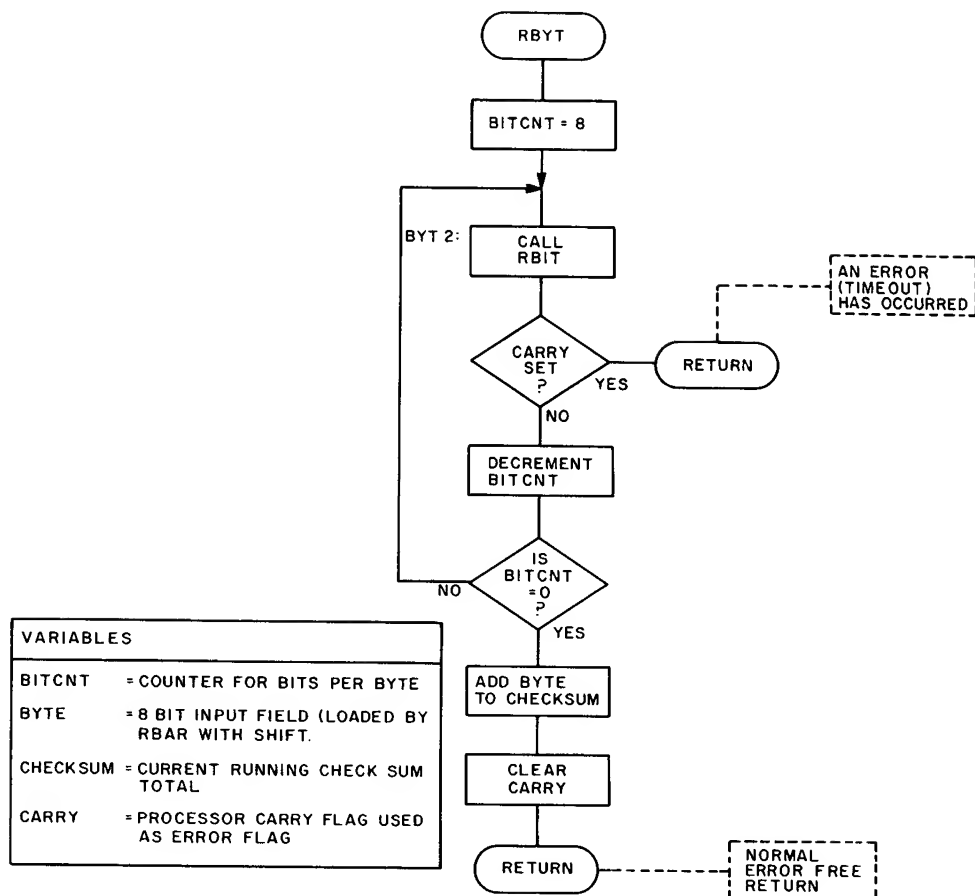 RBYT
BITCNT = 8
BYT 2:
CALL
RBIT
AN ERROR
(TIMEOUT)
HAS OCCURRED
CARRY
SET
?
YES
RETURN
NO
DECREMENT
BITCNT
IS
BITCNT
=0
?
NO
YES
ADD BYTE
TO CHECKSUM
CLEAR
CARRY
RETURN
NORMAL
ERROR FREE
RETURN
VARIABLES
BITCNT = COUNTER FOR BITS PER BYTE
BYTE = 8 BIT INPUT FIELD (LOADED BY
RBAR WITH SHIFT.
CHECKSUM = CURRENT RUNNING CHECK SUM
TOTAL
CARRY = PROCESSOR CARRY FLAG USED
AS ERROR FLAG